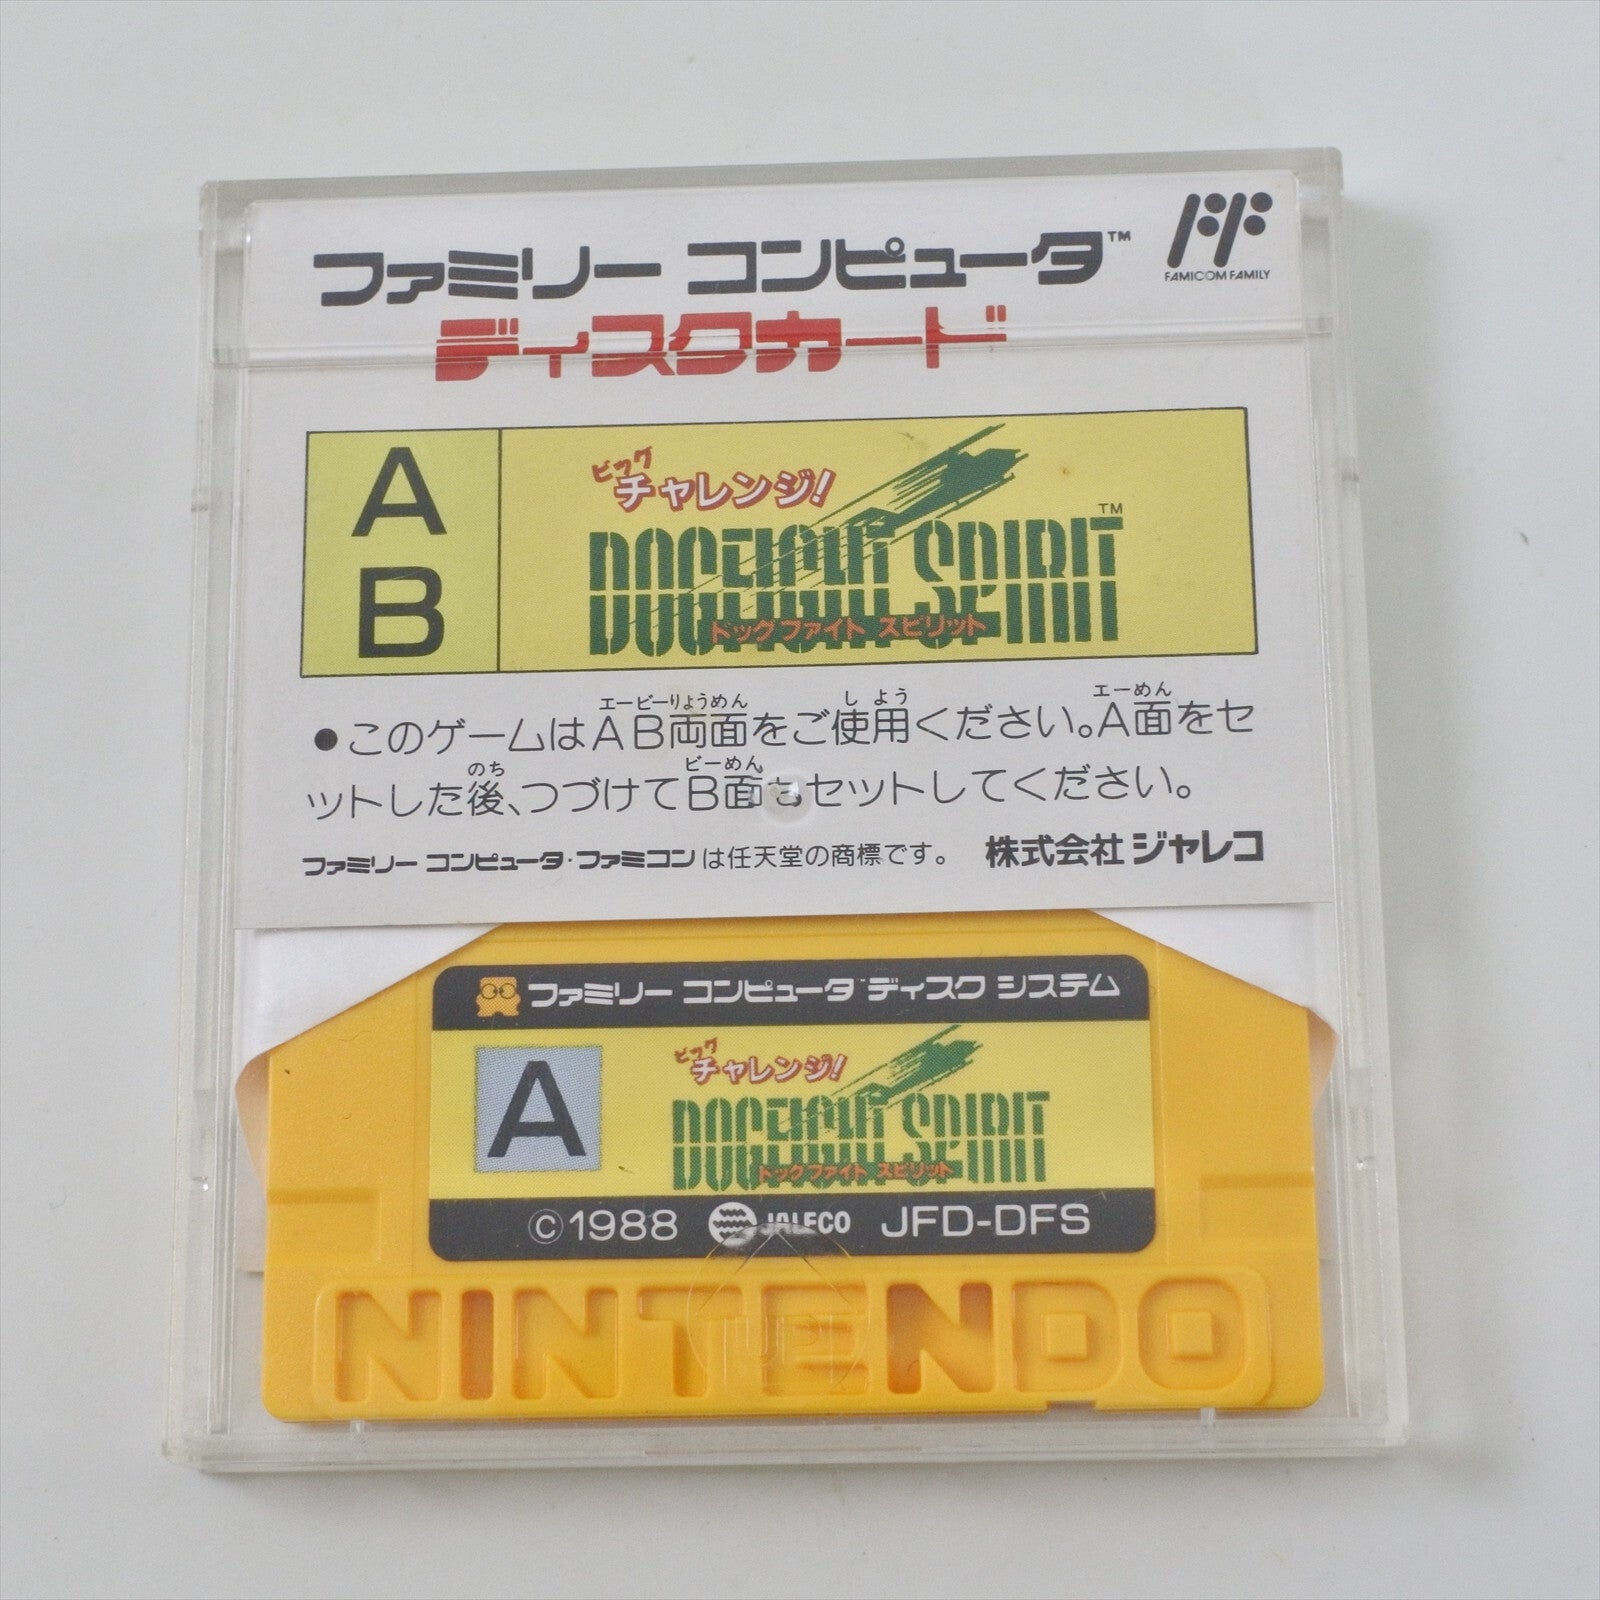 ファミリー コンピュータ™
FAMICOM FAMILY
ディスクカード
A
B
ビッグ
チャレンジ!
DOGFIGHT SPIRIT™
ドッグファイト スピリット
エービーりょうめん しよう エーめん
●このゲームはAB両面をご使用ください。A面をセ
のち ビーめん
ットした後、つづけてB面もセットしてください。
ファミリー コンピュータ・ファミコンは任天堂の商標です。 株式会社ジャレコ
ファミリー コンピュータ™ ディスク システム
A
ビッグ
チャレンジ!
DOGFIGHT SPIRIT
ドッグファイト スピリット
©1988 JALECO JFD-DFS
NINTENDO